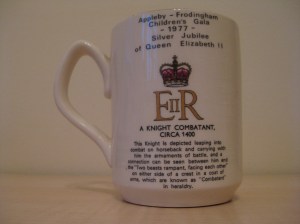 Appleby - Frodingham
Children's Gala
- 1977 -
Silver Jubilee
of Queen Elizabeth II
EIIR
A KNIGHT COMBATANT,
CIRCA 1400
This Knight is depicted leaping into
combat on horseback and carrying with
him the armaments of battle, and a
connection can be seen between him and
the "Two beasts rampant, facing each other"
on either side of a crest in a coat of
arms, which are known as "Combatant"
in heraldry.